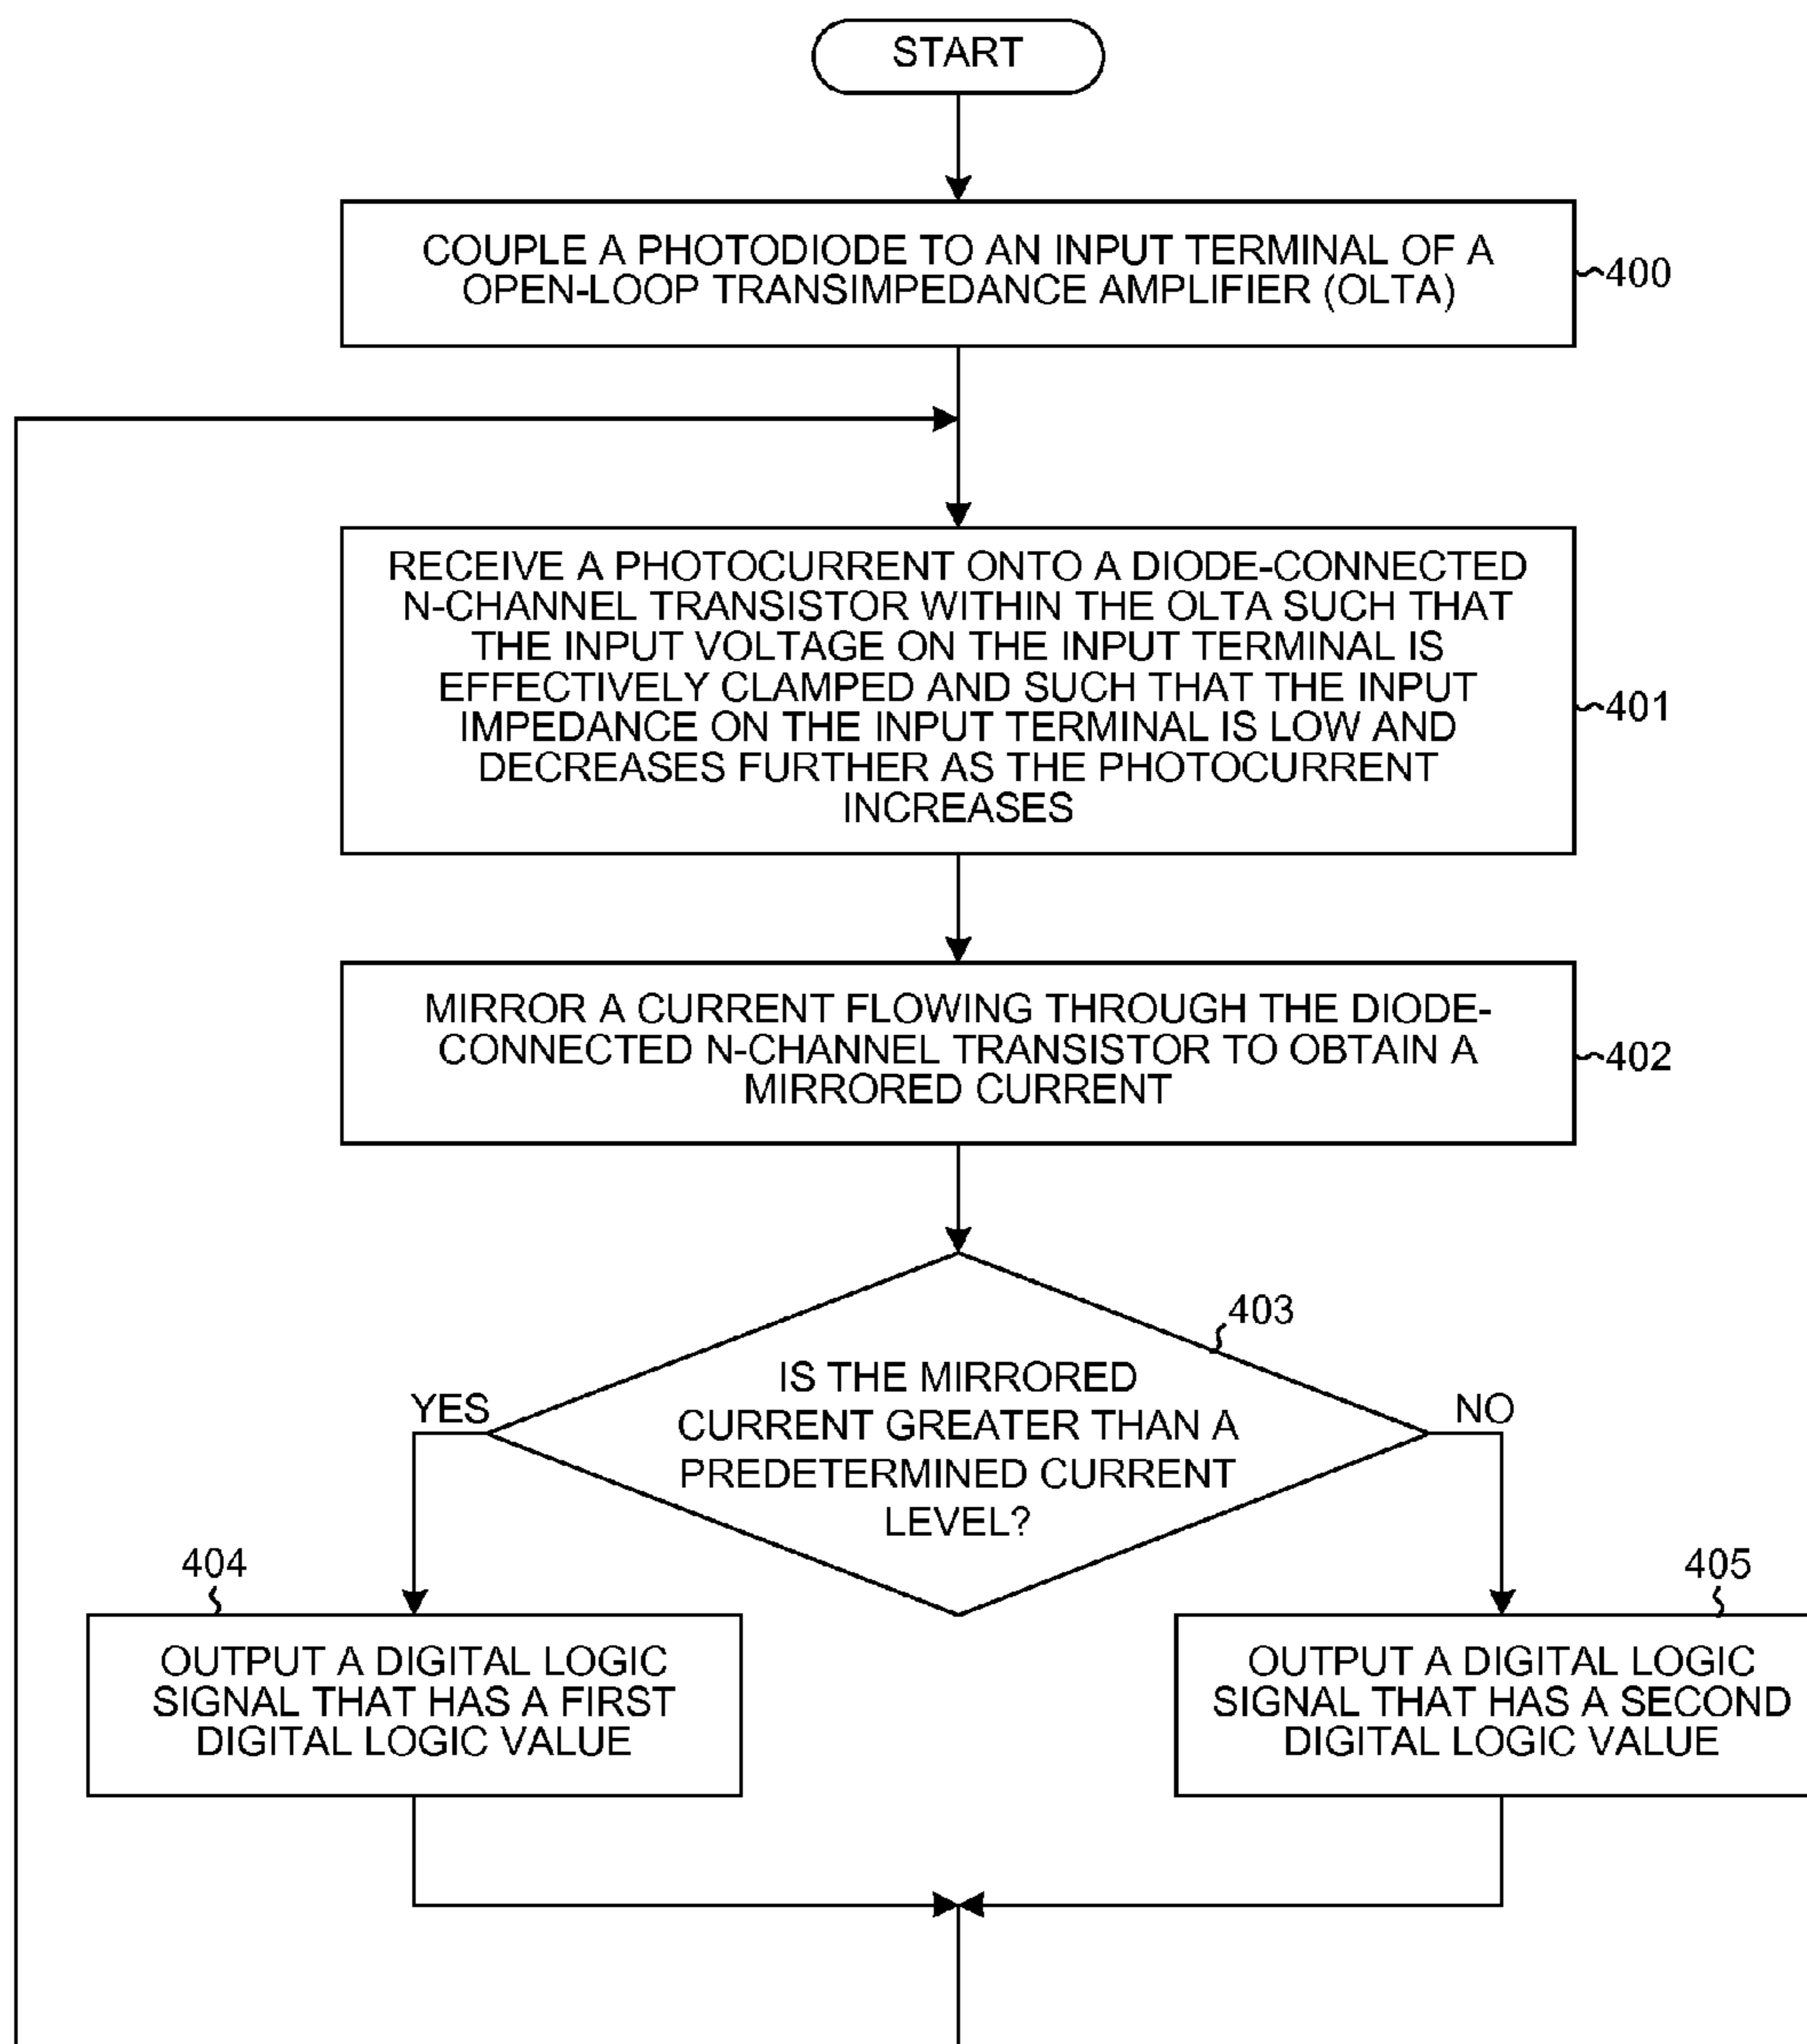 START
COUPLE A PHOTODIODE TO AN INPUT TERMINAL OF A
OPEN-LOOP TRANSIMPEDANCE AMPLIFIER (OLTA)
400
RECEIVE A PHOTOCURRENT ONTO A DIODE-CONNECTED
N-CHANNEL TRANSISTOR WITHIN THE OLTA SUCH THAT
THE INPUT VOLTAGE ON THE INPUT TERMINAL IS
EFFECTIVELY CLAMPED AND SUCH THAT THE INPUT
IMPEDANCE ON THE INPUT TERMINAL IS LOW AND
DECREASES FURTHER AS THE PHOTOCURRENT
INCREASES
401
MIRROR A CURRENT FLOWING THROUGH THE DIODE-
CONNECTED N-CHANNEL TRANSISTOR TO OBTAIN A
MIRRORED CURRENT
402
403
IS THE MIRRORED
CURRENT GREATER THAN A
PREDETERMINED CURRENT
LEVEL?
YES
NO
404
OUTPUT A DIGITAL LOGIC
SIGNAL THAT HAS A FIRST
DIGITAL LOGIC VALUE
405
OUTPUT A DIGITAL LOGIC
SIGNAL THAT HAS A SECOND
DIGITAL LOGIC VALUE